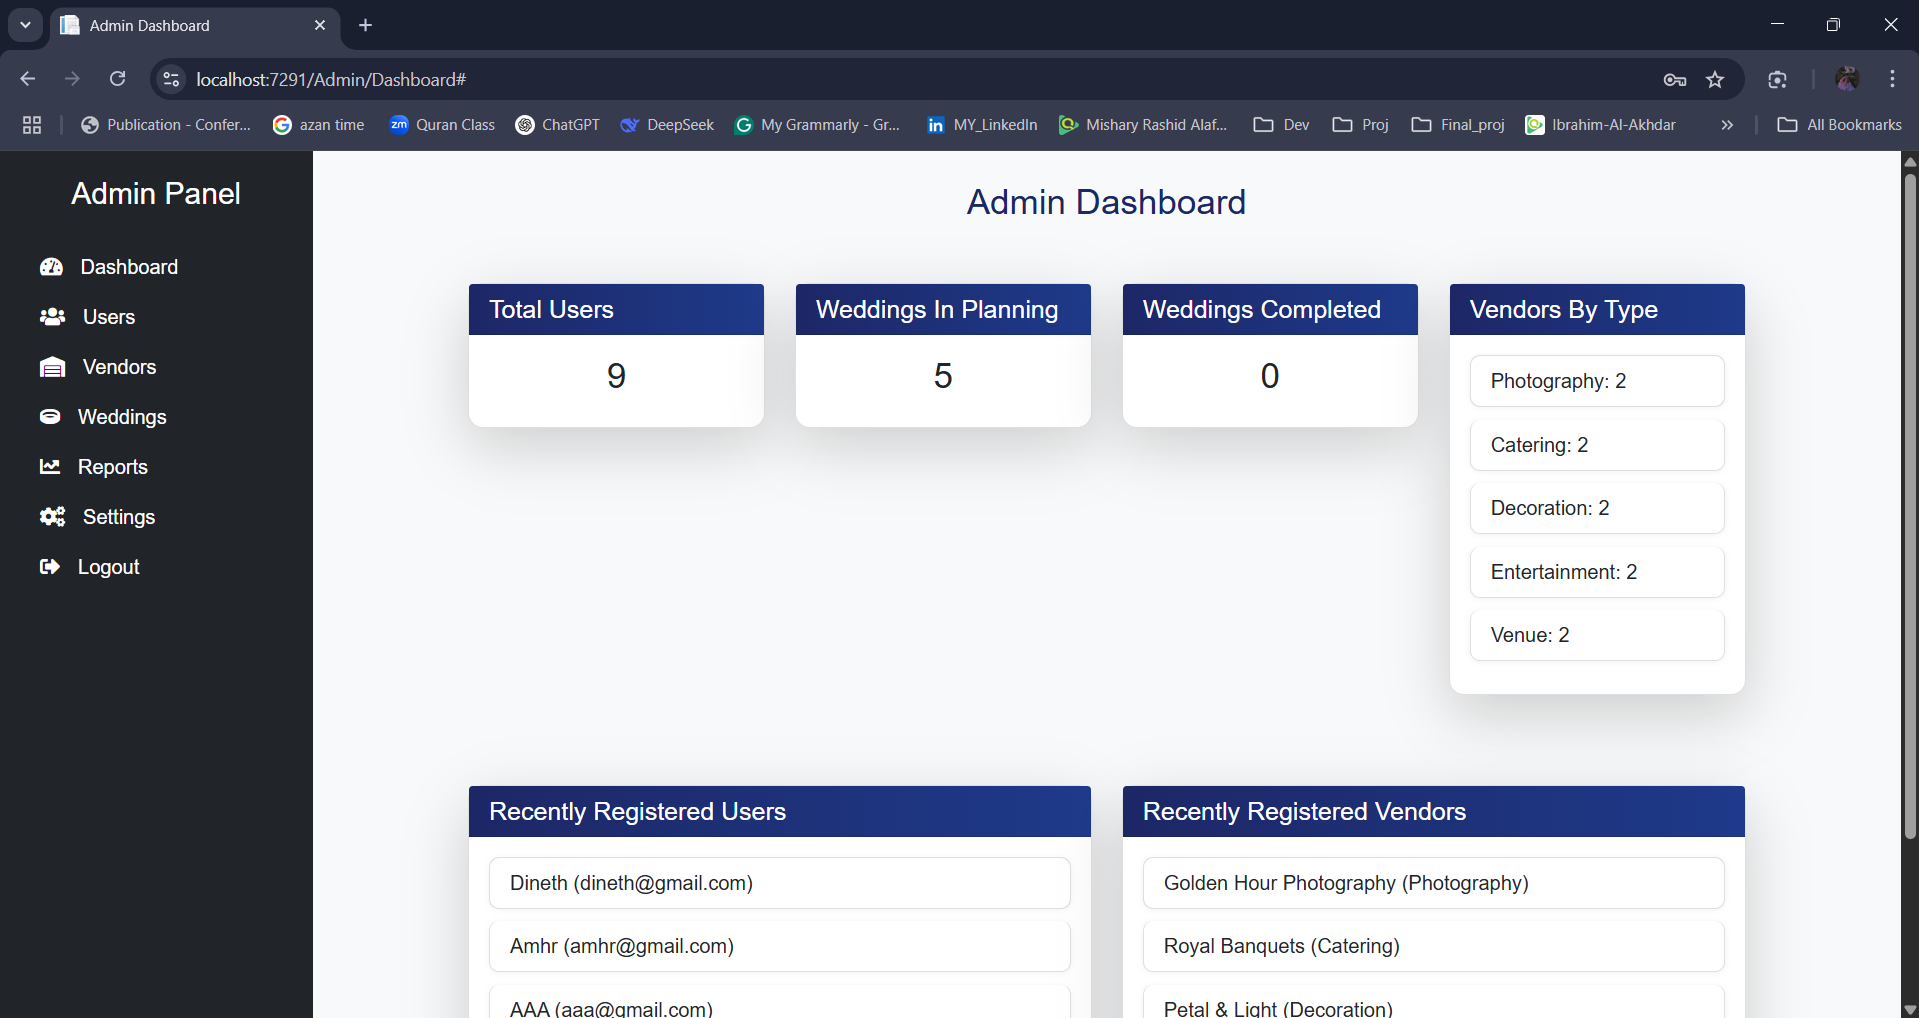 Admin Dashboard
localhost:7291/Admin/Dashboard#
Publication - Confer...
azan time
zm
Quran Class
ChatGPT
DeepSeek
My Grammarly - Gr...
in
MY_LinkedIn
Mishary Rashid Alaf...
Dev
Proj
Final_proj
Ibrahim-Al-Akhdar
All Bookmarks
Admin Panel
Dashboard
Users
Vendors
Weddings
Reports
Settings
Logout
Admin Dashboard
Total Users
9
Weddings In Planning
5
Weddings Completed
0
Vendors By Type
Photography: 2
Catering: 2
Decoration: 2
Entertainment: 2
Venue: 2
Recently Registered Users
Dineth (dineth@gmail.com)
Amhr (amhr@gmail.com)
AAA (aaa@gmail.com)
Recently Registered Vendors
Golden Hour Photography (Photography)
Royal Banquets (Catering)
Petal & Light (Decoration)